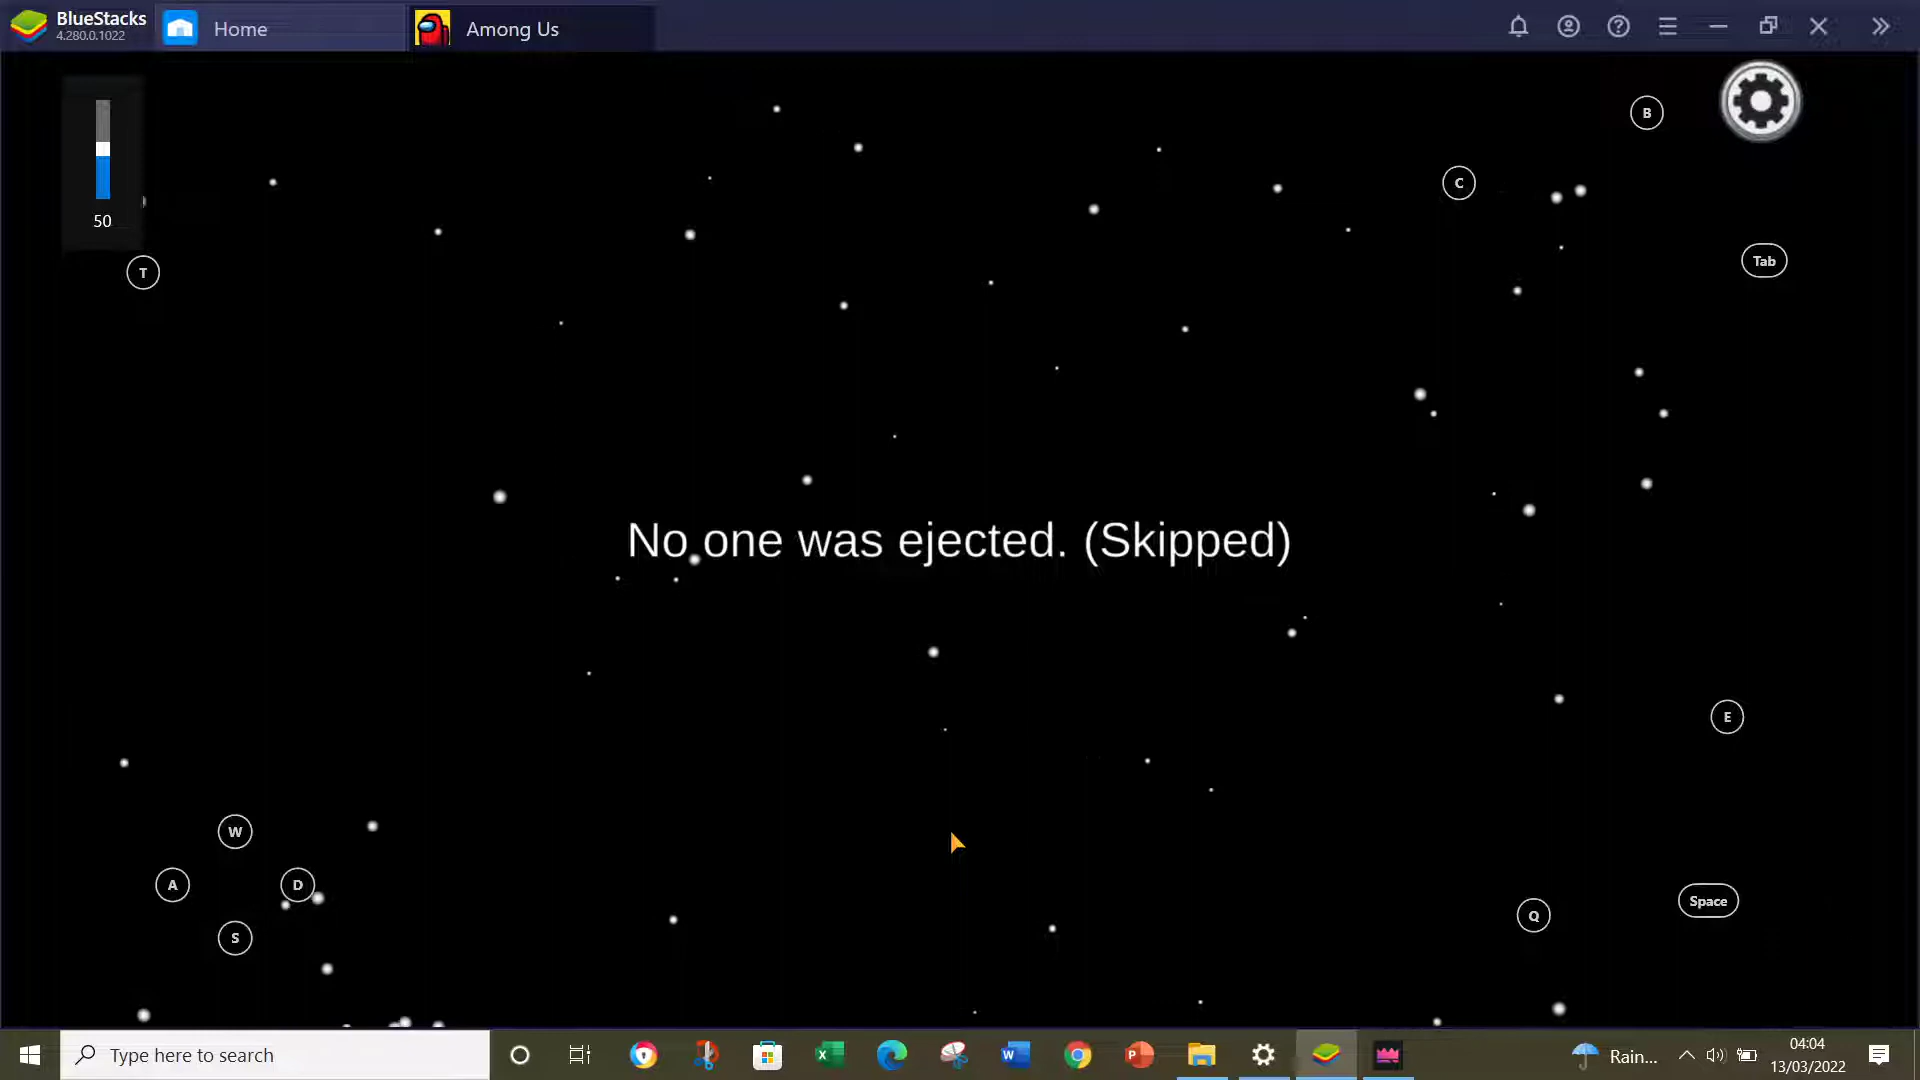 BlueStacks
4.280.0.1022
Home
Among Us
50
B
C
T
Tab
No one was ejected. (Skipped)
E
W
A
D
S
Q
Space
Type here to search
Rain...
04:04
13/03/2022